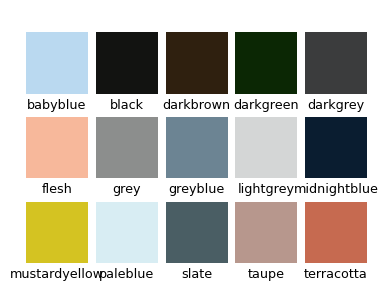 babyblue black darkbrown darkgreen darkgrey
flesh grey greyblue lightgrey midnightblue
mustardyellow paleblue slate taupe terracotta